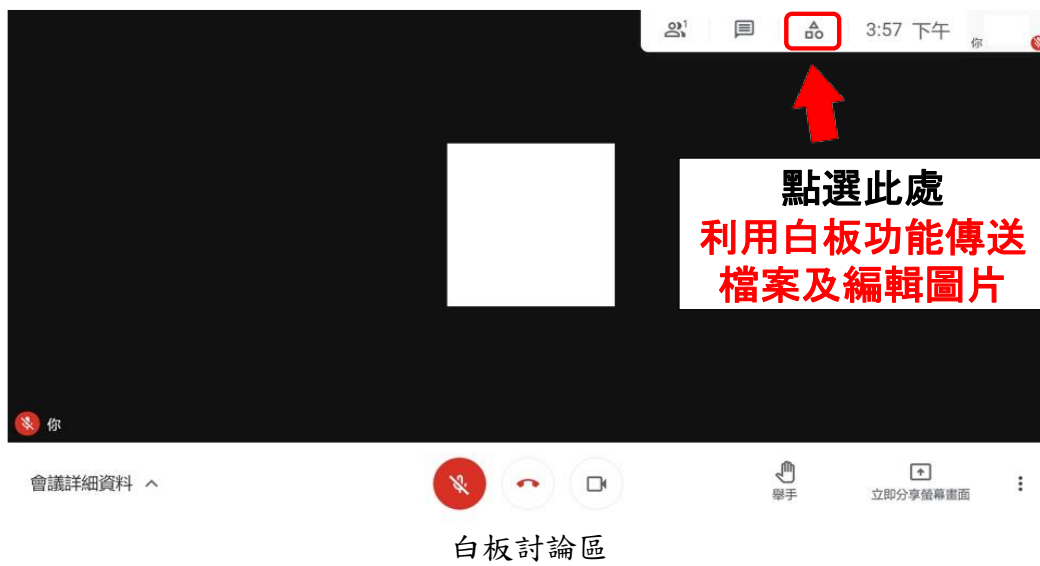 1
3:57 下午
你
點選此處
利用白板功能傳送
檔案及編輯圖片
你
會議詳細資料
舉手
立即分享螢幕畫面
白板討論區